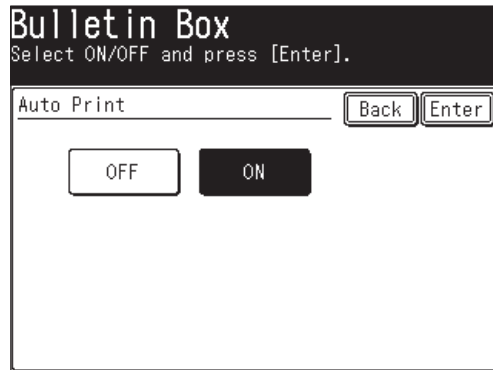 Bulletin Box
Select ON/OFF and press [Enter].
Auto Print Back Enter
OFF ON